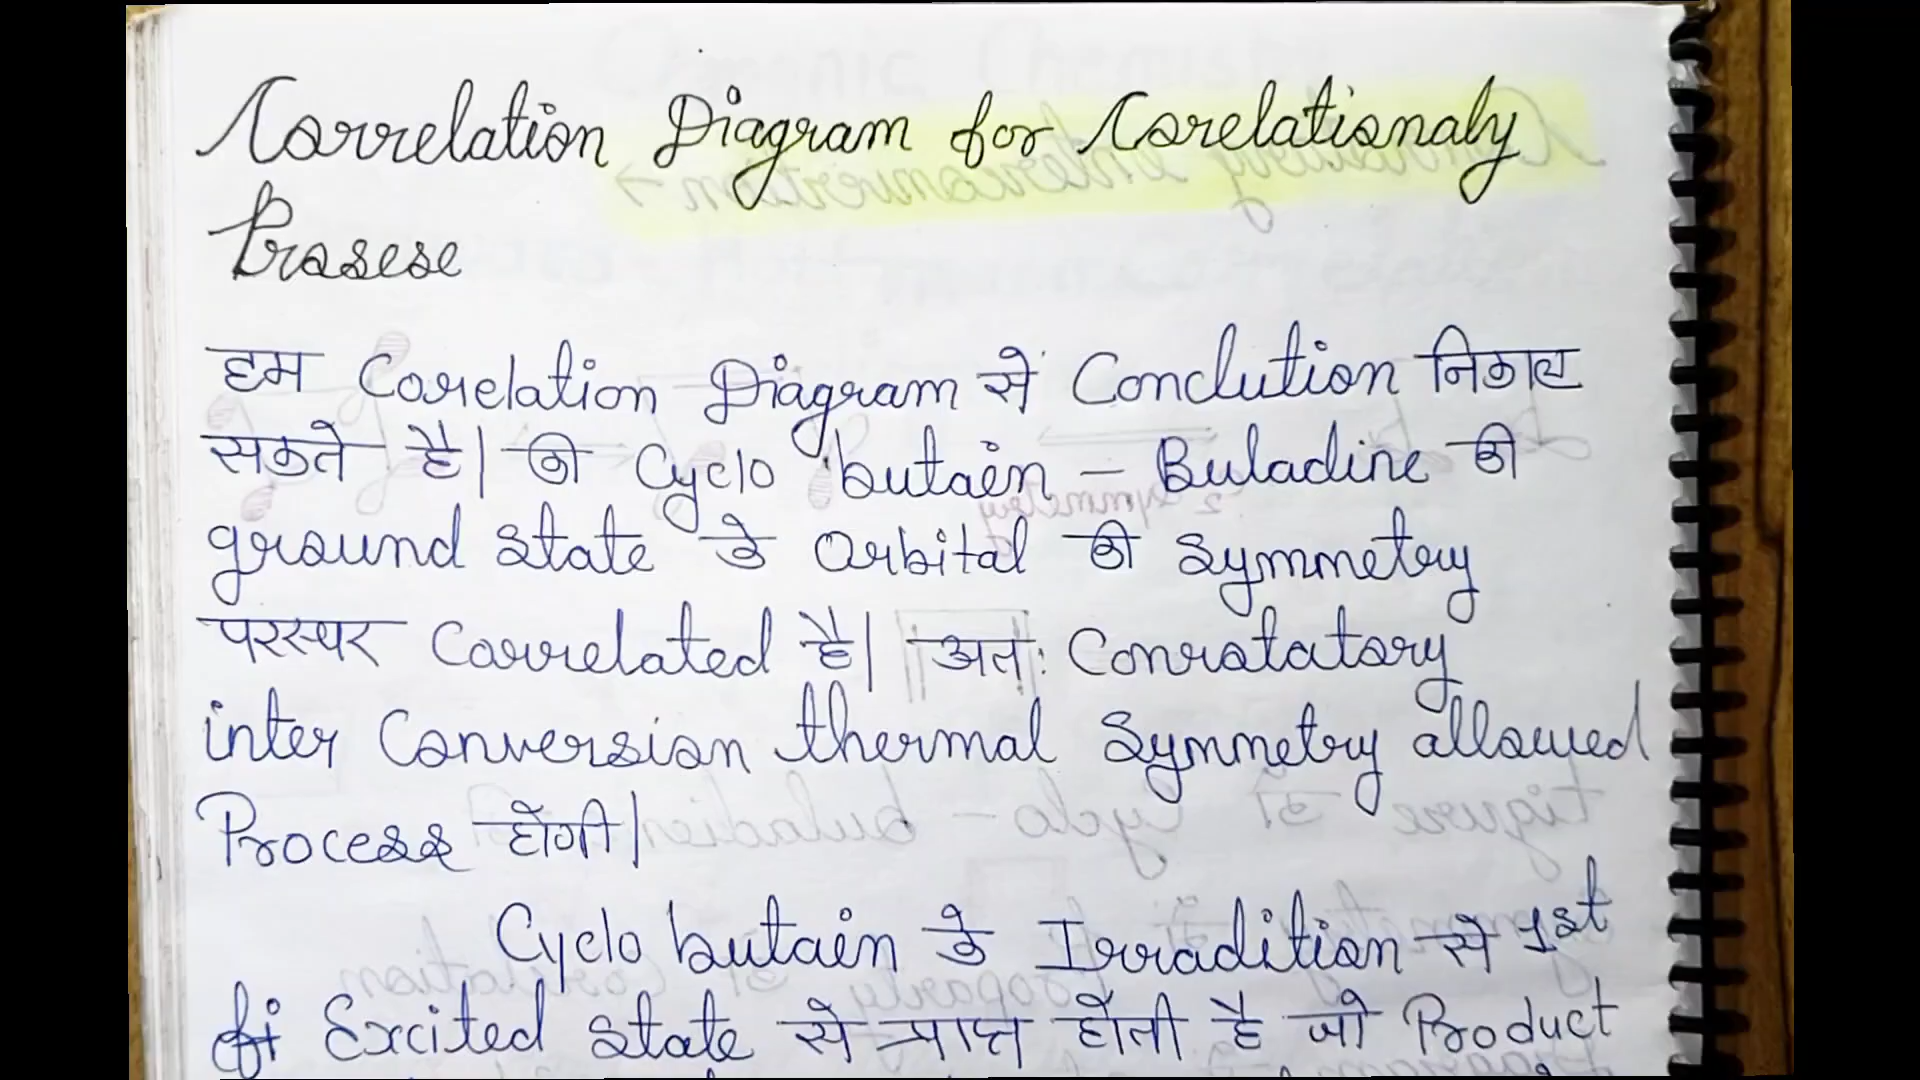 Correlation Diagram for Corelationaly
Prosese
हम Corelation Diagram से Conclution निकाल
सकते है। की Cyclo butain - Buladine की
ground state के Orbital की Symmetry
परस्पर Correlated है। अतः Conrotatory
inter Conversion thermal Symmetry allowed
Process होगी।
Cyclo butain के Irradition से 1st
Excited state से प्राप्त होती है जो Product